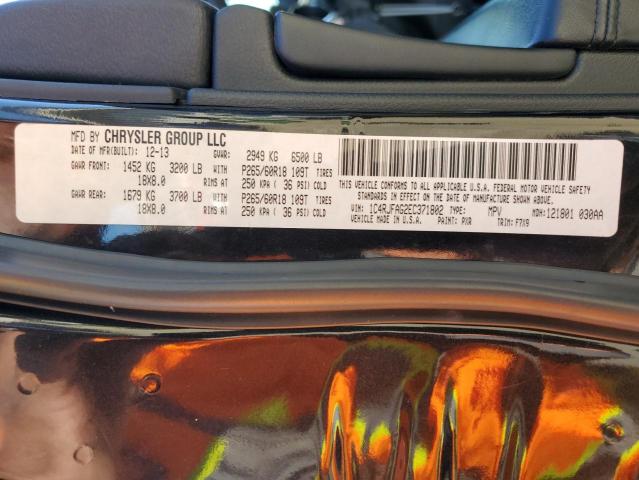 MFD BY CHRYSLER GROUP LLC
DATE OF MFR(BUILT): 12-13 GVWR: 2949 KG 6500 LB
GAWR FRONT: 1452 KG 3200 LB WITH P265/60R18 109T TIRES
18X8.0 RIMS AT 250 KPA ( 36 PSI) COLD
GAWR REAR: 1679 KG 3700 LB WITH P265/60R18 109T TIRES
18X8.0 RIMS AT 250 KPA ( 36 PSI) COLD
THIS VEHICLE CONFORMS TO ALL APPLICABLE U.S.A. FEDERAL MOTOR VEHICLE SAFETY
STANDARDS IN EFFECT ON THE DATE OF MANUFACTURE SHOWN ABOVE.
VIN: 1C4RJFAG2EC371802 TYPE: MPV MDH: 121801 030AA
VEHICLE MADE IN U.S.A. PAINT: PXR TRIM: F7X9